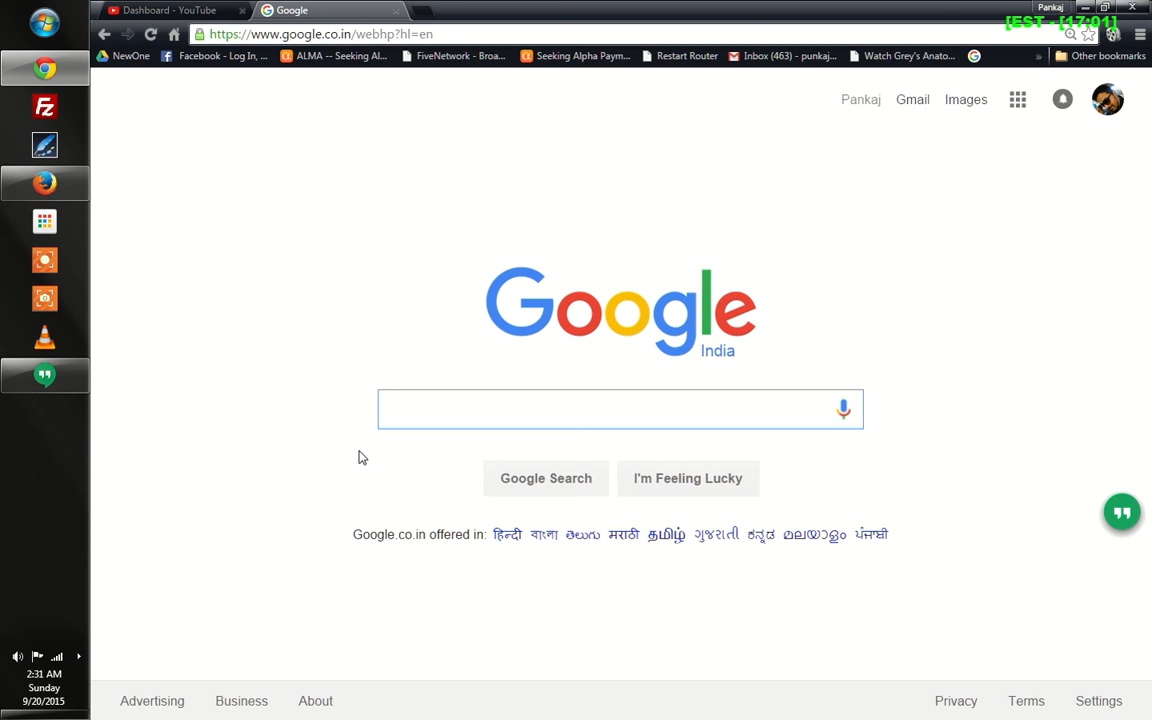 Dashboard - YouTube
Google
Pankaj
[EST - [17:01]
https://www.google.co.in/webhp?hl=en
NewOne
Facebook - Log In, ...
ALMA -- Seeking Al...
FiveNetwork - Broa...
Seeking Alpha Paym...
Restart Router
Inbox (463) - punkaj...
Watch Grey's Anato...
»
Other bookmarks
Pankaj
Gmail
Images
Google
India
Google Search
I'm Feeling Lucky
Google.co.in offered in: हिन्दी বাংলা తెలుగు मराठी தமிழ் ગુજરાતી ಕನ್ನಡ മലയാളം ਪੰਜਾਬੀ
Advertising
Business
About
Privacy
Terms
Settings
2:31 AM
Sunday
9/20/2015